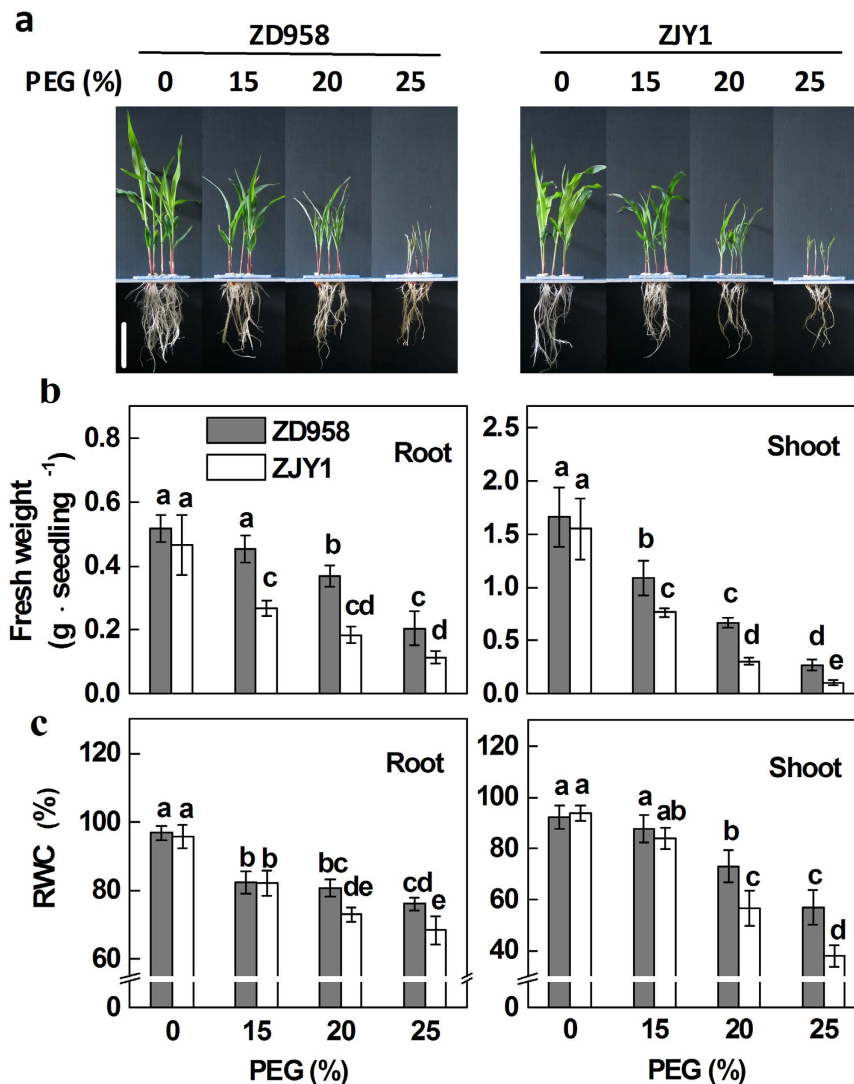 a
ZD958 ZJY1
PEG (%) 0 15 20 25 0 15 20 25
b
ZD958
ZJY1
Root
Shoot
Fresh weight
(g · seedling -1)
0.8
0.6
0.4
0.2
0.0
a a a c b cd c d
2.5
2.0
1.5
1.0
0.5
0.0
a a b c c d d e
c
Root
Shoot
RWC (%)
120
100
80
60
0
a a b b bc de cd e
120
100
80
60
40
0
a a a ab b c c d
0 15 20 25 0 15 20 25
PEG (%) PEG (%)